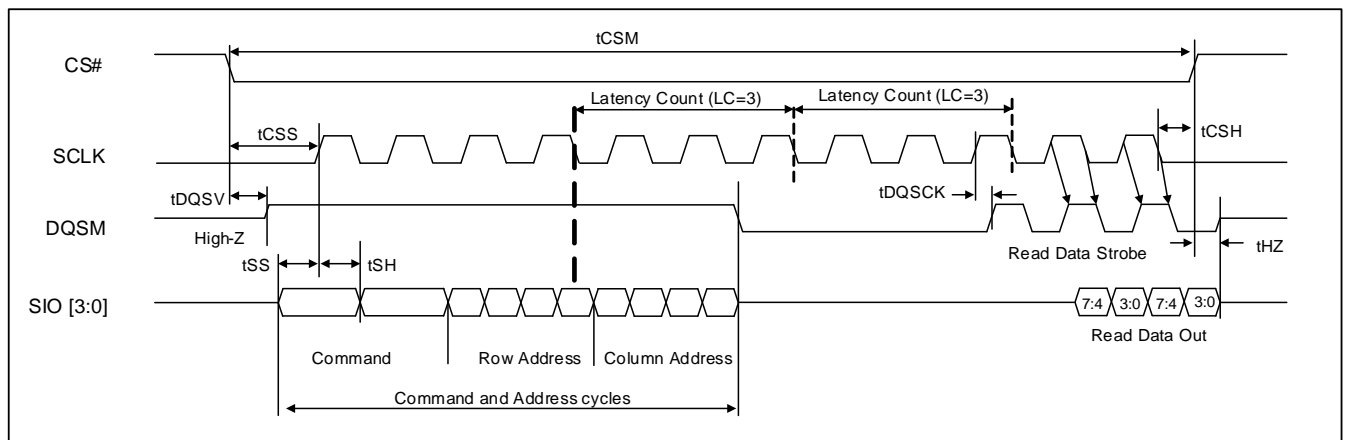 tCSM
CS#
Latency Count (LC=3) Latency Count (LC=3)
tCSS tCSH
SCLK
tDQSV tDQSCK
DQSM
High-Z Read Data Strobe tHZ
tSS tSH
SIO [3:0] 7:4 3:0 7:4 3:0
Read Data Out
Command Row Address Column Address
Command and Address cycles